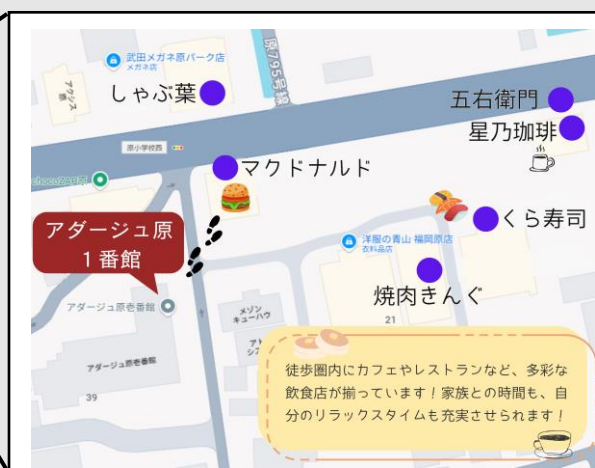 武田メガネ原パーク店
メガネ店
原795号線
アクシス
しゃぶ葉
五右衛門
星乃珈琲
原小学校西
マクドナルド
くら寿司
アダージュ原
1番館
洋服の青山 福岡原店
衣料品店
焼肉きんぐ
アダージュ原壱番館
メゾン
キューハウ
21
アダージュ原壱番館
39
徒歩圏内にカフェやレストランなど、多彩な
飲食店が揃っています！家族との時間も、自
分のリラックスタイムも充実させられます！